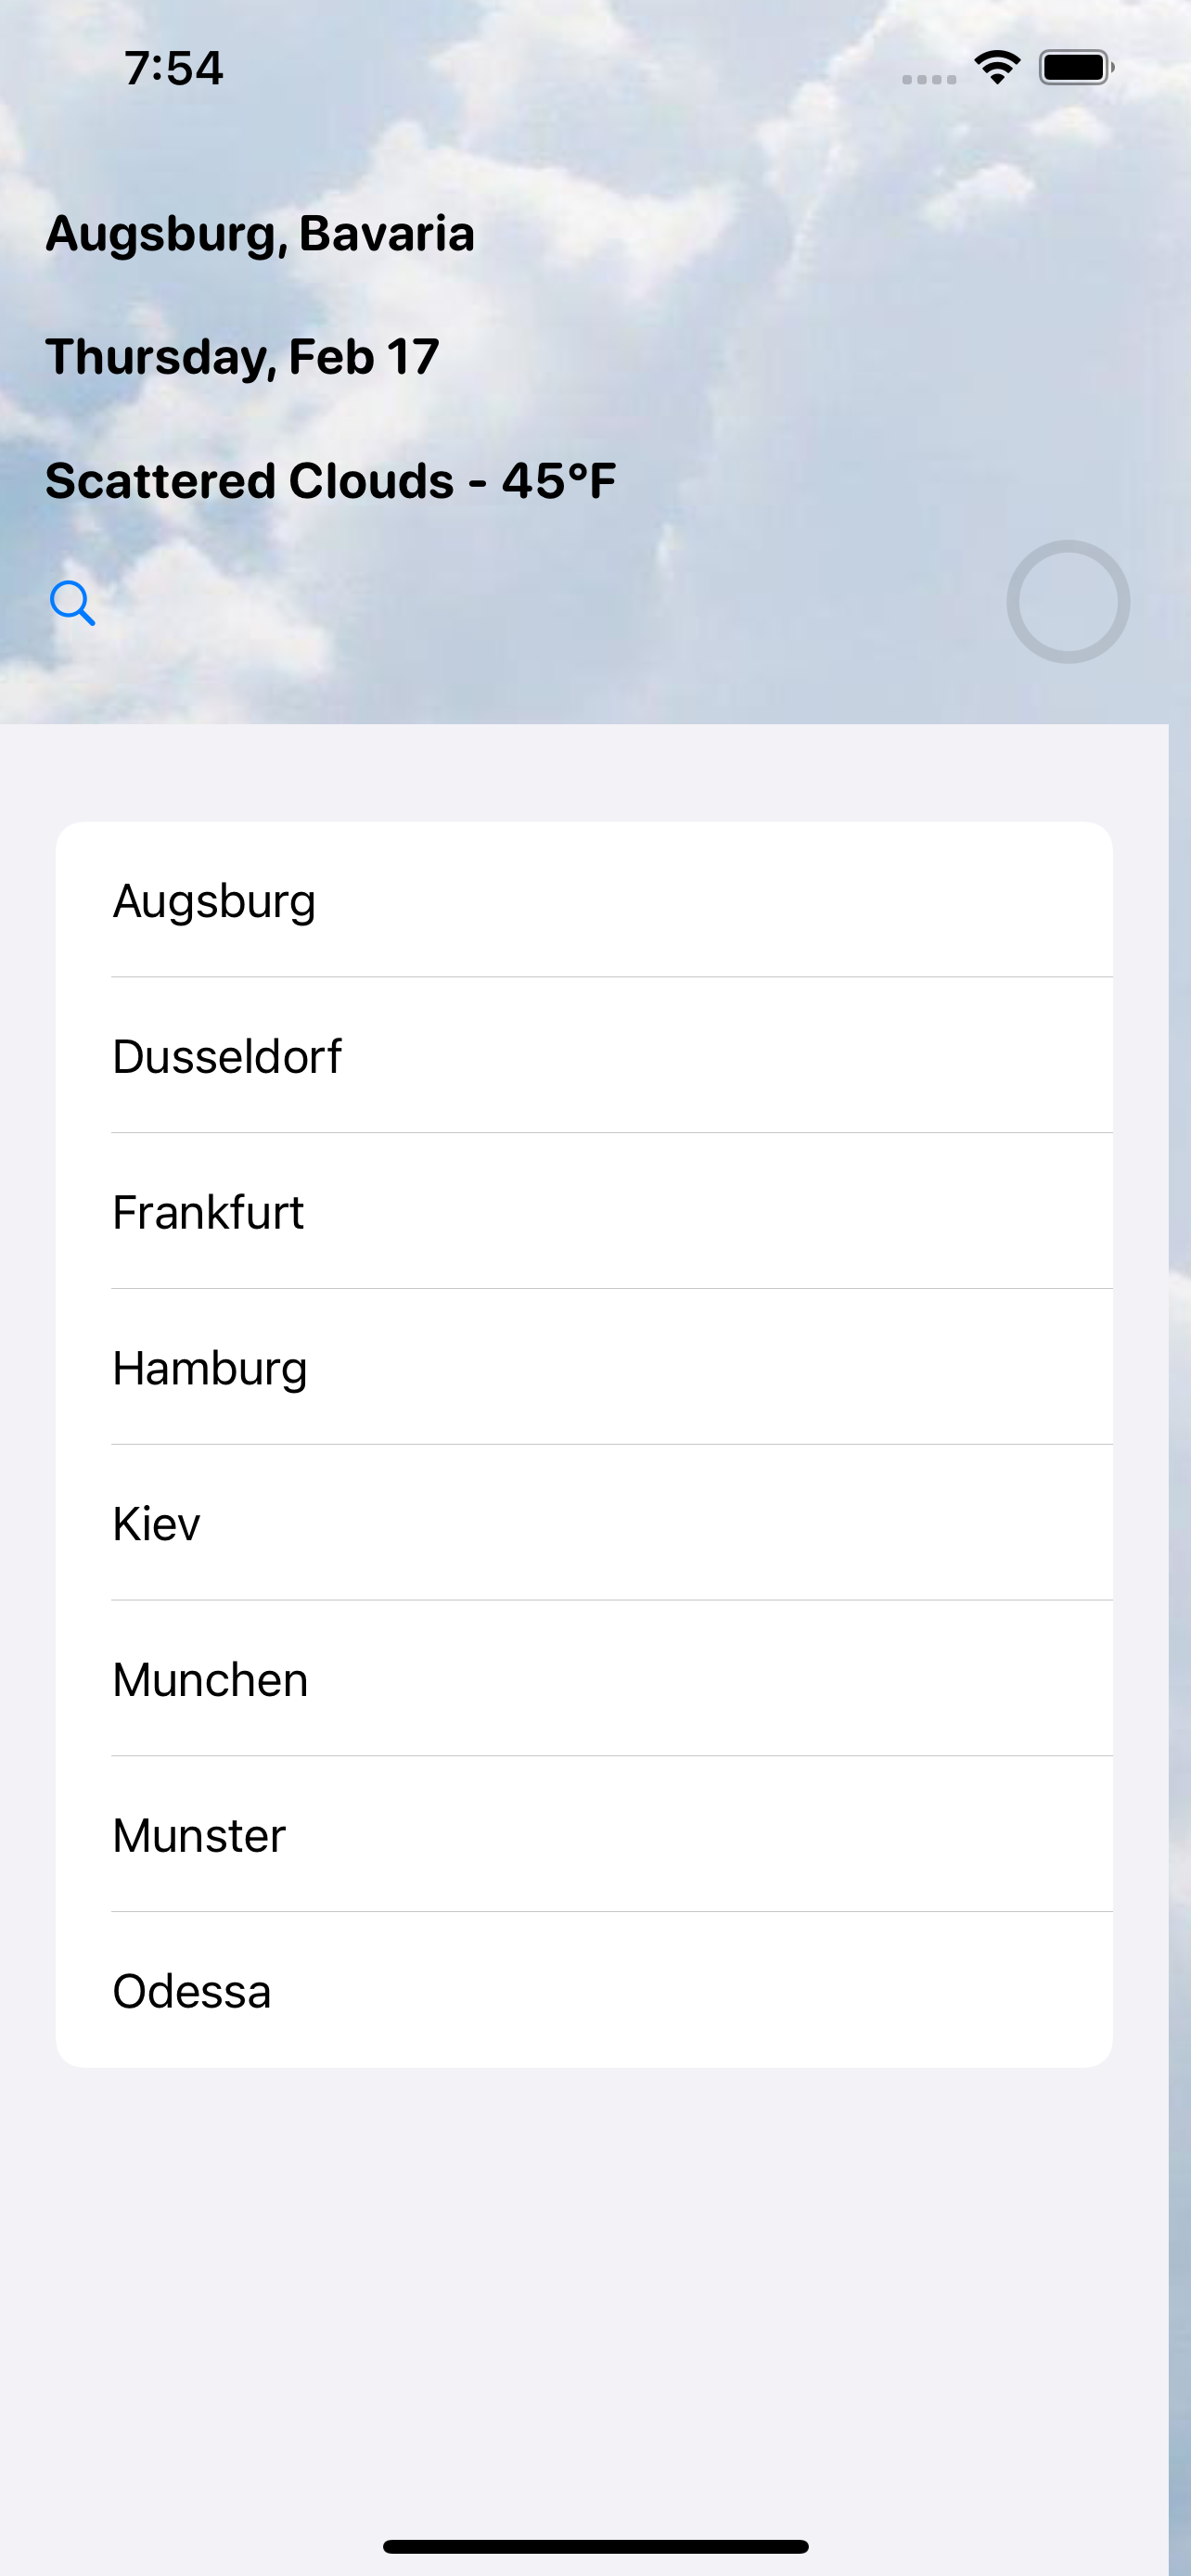 7:54
Augsburg, Bavaria
Thursday, Feb 17
Scattered Clouds - 45°F
Augsburg
Dusseldorf
Frankfurt
Hamburg
Kiev
Munchen
Munster
Odessa